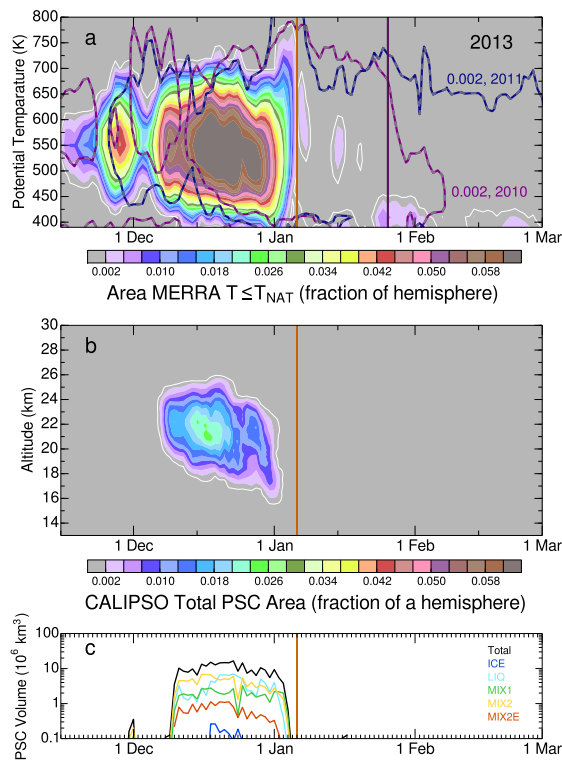 a
2013
0.002, 2011
0.002, 2010
Potential Temparature (K)
800
750
700
650
600
550
500
450
400
1 Dec
1 Jan
1 Feb
1 Mar
0.002
0.010
0.018
0.026
0.034
0.042
0.050
0.058
Area MERRA T ≤ TNAT (fraction of hemisphere)
b
Altitude (km)
30
28
26
24
22
20
18
16
14
1 Dec
1 Jan
1 Feb
1 Mar
0.002
0.010
0.018
0.026
0.034
0.042
0.050
0.058
CALIPSO Total PSC Area (fraction of a hemisphere)
c
PSC Volume (10^6 km^3)
100
10
1
0.1
Total
ICE
LIQ
MIX1
MIX2
MIX2E
1 Dec
1 Jan
1 Feb
1 Mar